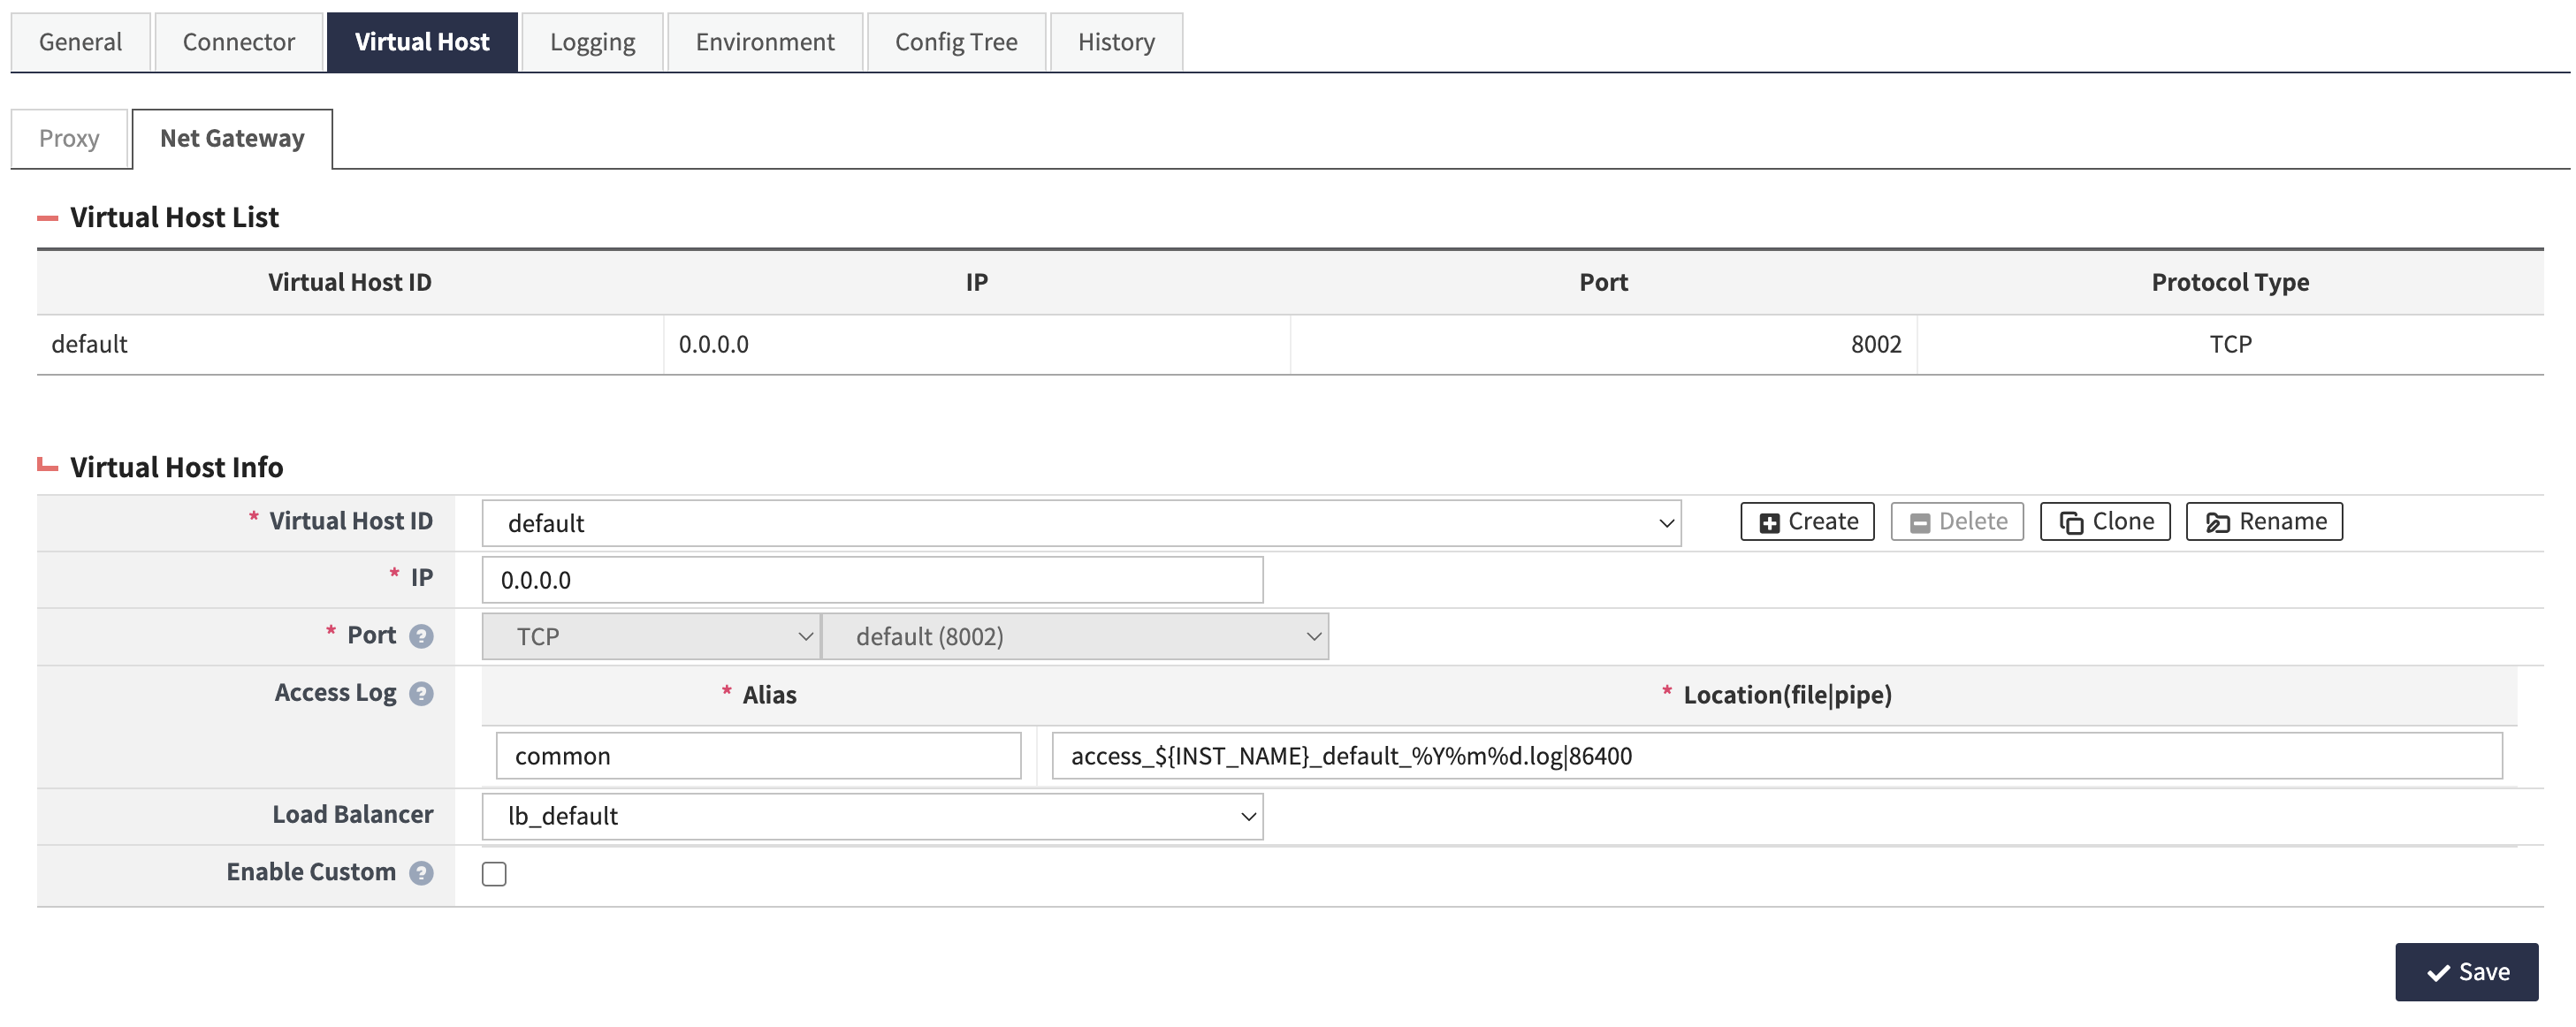 General Connector Virtual Host Logging Environment Config Tree History
Proxy Net Gateway
Virtual Host List
Virtual Host ID IP Port Protocol Type
default 0.0.0.0 8002 TCP
Virtual Host Info
* Virtual Host ID default Create Delete Clone Rename
* IP 0.0.0.0
* Port ? TCP default (8002)
Access Log ? * Alias * Location(file|pipe)
common access_${INST_NAME}_default_%Y%m%d.log|86400
Load Balancer lb_default
Enable Custom ?
Save